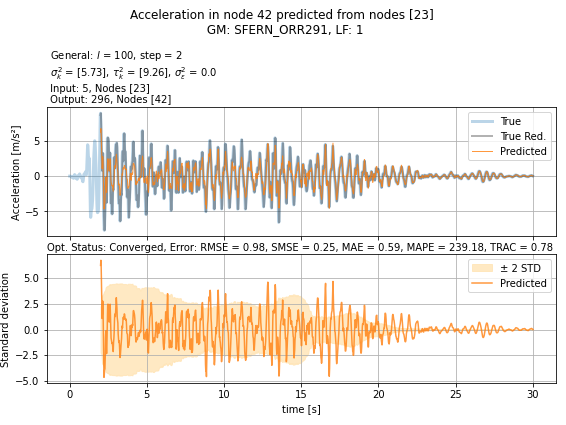 Acceleration in node 42 predicted from nodes [23]
GM: SFERN_ORR291, LF: 1
General: l = 100, step = 2
σ²ₖ = [5.73], τ²ₖ = [9.26], σ²ε = 0.0
Input: 5, Nodes [23]
Output: 296, Nodes [42]
Acceleration [m/s²]
5
0
−5
True
True Red.
Predicted
Opt. Status: Converged, Error: RMSE = 0.98, SMSE = 0.25, MAE = 0.59, MAPE = 239.18, TRAC = 0.78
Standard deviation
5.0
2.5
0.0
−2.5
−5.0
± 2 STD
Predicted
0 5 10 15 20 25 30
time [s]